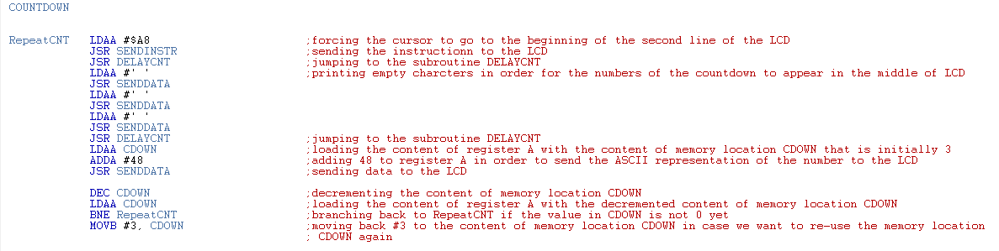 COUNTDOWN
RepeatCNT LDAA #$A8 ;forcing the cursor to go to the beginning of the second line of the LCD
JSR SENDINSTR ;sending the instructionn to the LCD
JSR DELAYCNT ;jumping to the subroutine DELAYCNT
LDAA #' ' ;printing empty charcters in order for the numbers of the countdown to appear in the middle of LCD
JSR SENDDATA
LDAA #' '
JSR SENDDATA
LDAA #' '
JSR SENDDATA
JSR DELAYCNT ;jumping to the subroutine DELAYCNT
LDAA CDOWN ;loading the content of register A with the content of memory location CDOWN that is initially 3
ADDA #48 ;adding 48 to register A in order to send the ASCII representation of the number to the LCD
JSR SENDDATA ;sending data to the LCD
DEC CDOWN ;decrementing the content of memory location CDOWN
LDAA CDOWN ;loading the content of register A with the decremented content of memory location CDOWN
BNE RepeatCNT ;branching back to RepeatCNT if the value in CDOWN is not 0 yet
MOVB #3, CDOWN ;moving back #3 to the content of memory location CDOWN in case we want to re-use the memory location
; CDOWN again